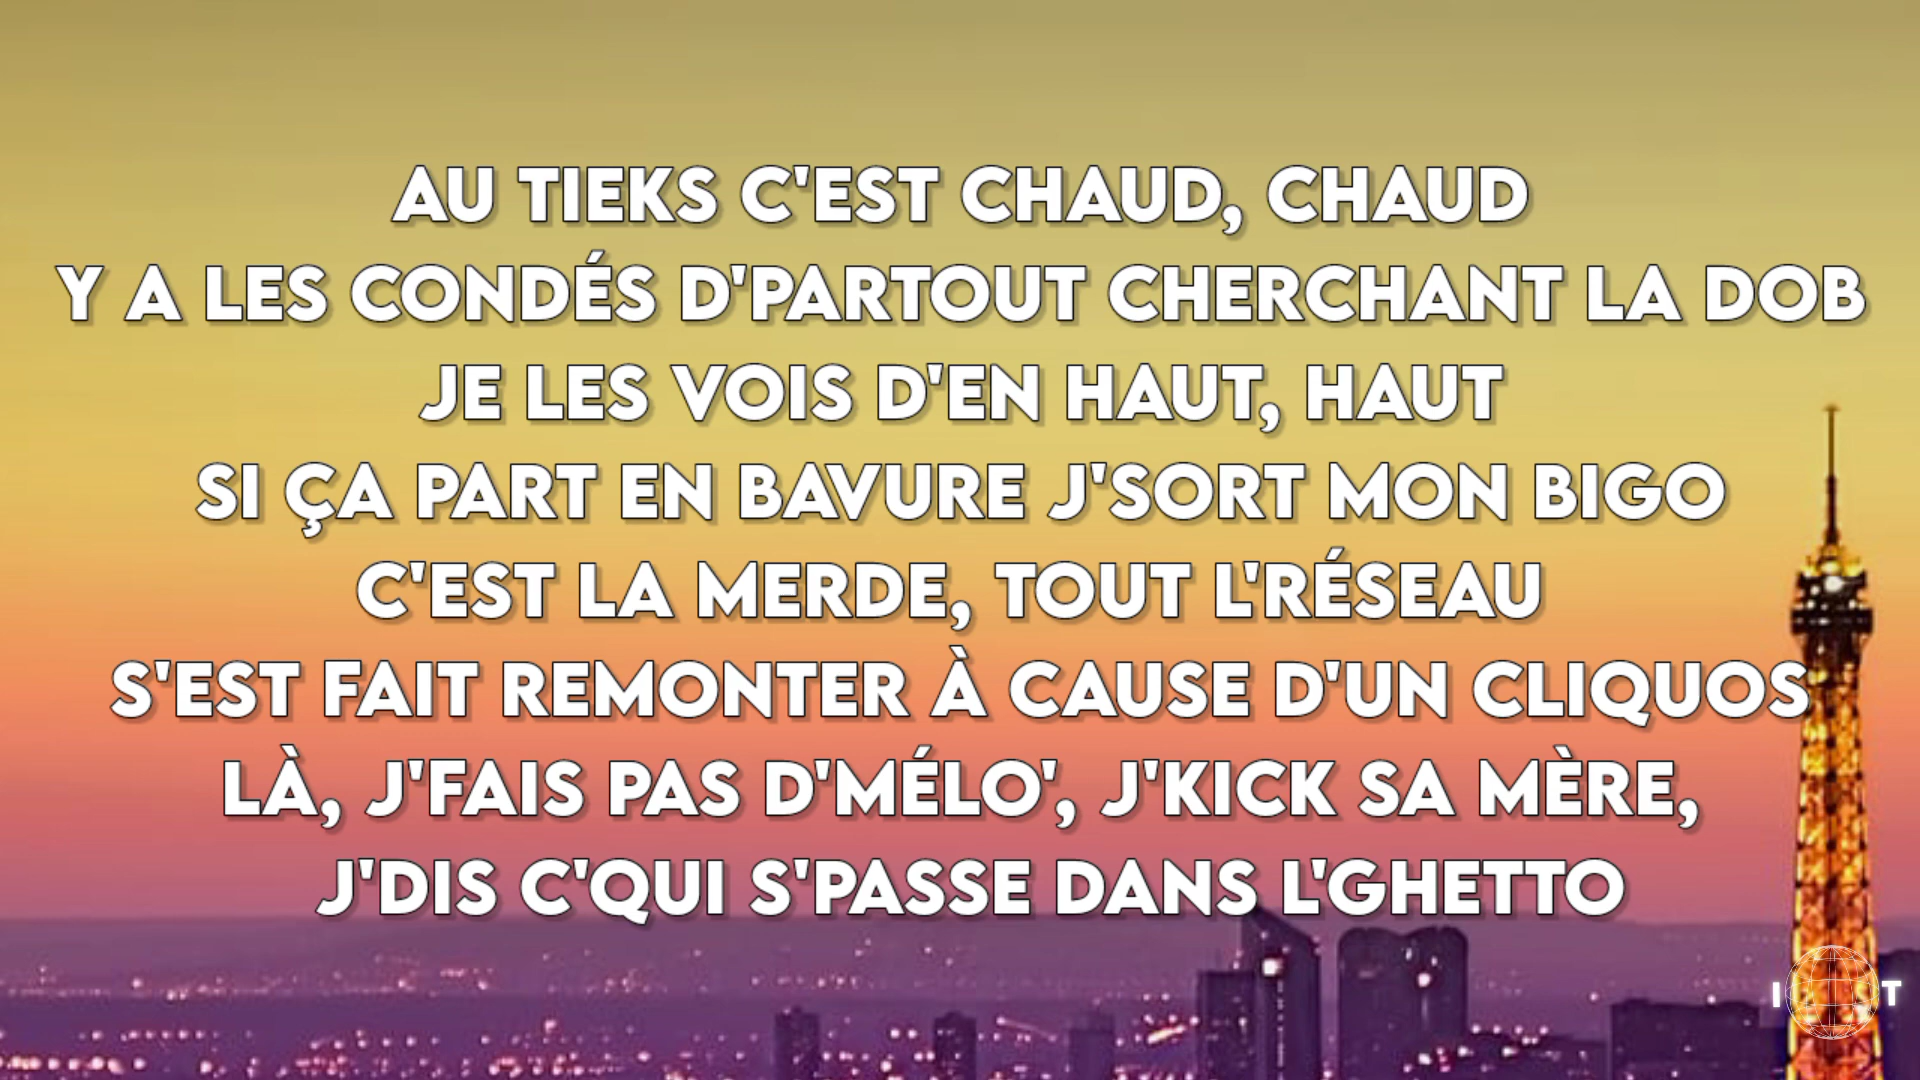 AU TIEKS C'EST CHAUD, CHAUD
Y A LES CONDÉS D'PARTOUT CHERCHANT LA DOB
JE LES VOIS D'EN HAUT, HAUT
SI ÇA PART EN BAVURE J'SORT MON BIGO
C'EST LA MERDE, TOUT L'RÉSEAU
S'EST FAIT REMONTER À CAUSE D'UN CLIQUOS
LÀ, J'FAIS PAS D'MÉLO', J'KICK SA MÈRE,
J'DIS C'QUI S'PASSE DANS L'GHETTO